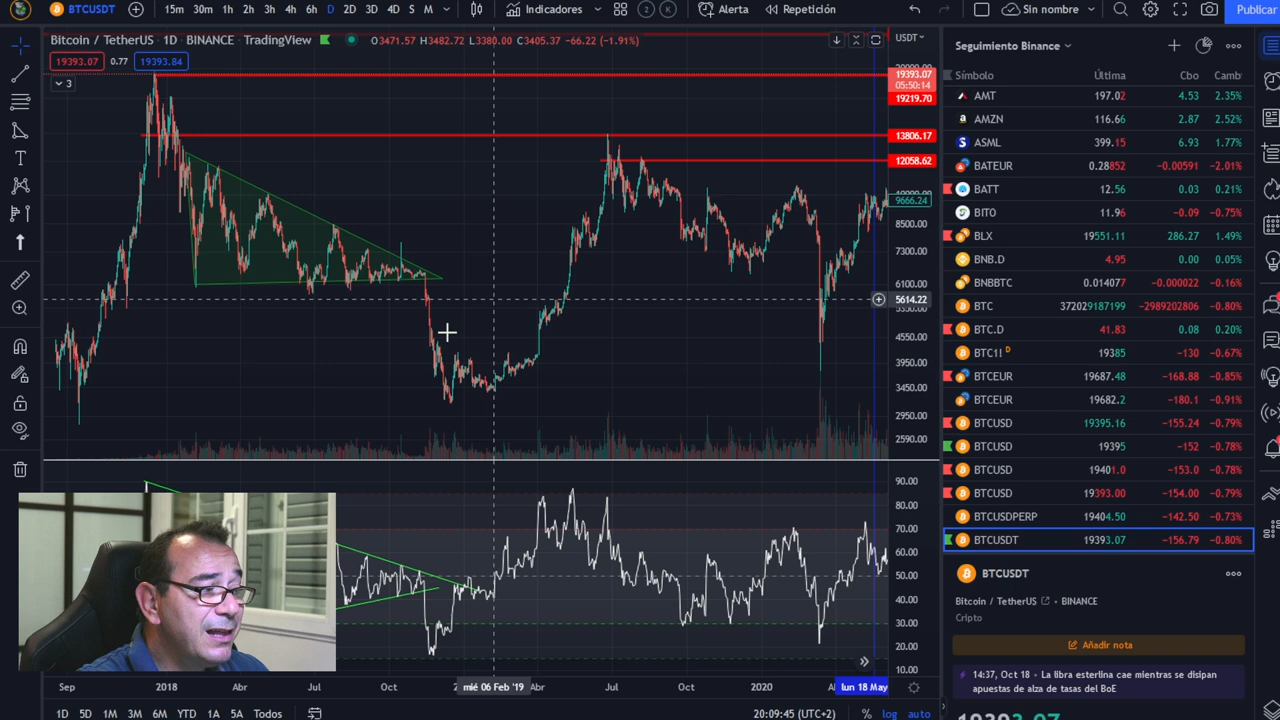 BTCUSDT 15m 30m 1h 2h 3h 4h 6h D 2D 3D 4D S M Indicadores 2 K Alerta Repetición Sin nombre Publicar
Bitcoin / TetherUS · 1D · BINANCE · TradingView O3471.57 H3482.72 L3380.00 C3405.37 −66.22 (−1.91%) USDT
19393.07 0.77 19393.84
3
19393.07
05:50:14
19219.70
13806.17
12058.62
9666.24
8500.00
7300.00
6100.00
5614.22
4550.00
3950.00
3450.00
2950.00
2590.00
90.00
80.00
70.00
60.00
50.00
40.00
30.00
20.00
10.00
Sep 2018 Abr Jul Oct mié 06 Feb '19 Abr Jul Oct 2020 lun 18 May
1D 5D 1M 3M 6M YTD 1A 5A Todos 20:09:45 (UTC+2) % log auto
Seguimiento Binance
Símbolo Última Cbo Camb
AMT 197.02 4.53 2.35%
AMZN 116.66 2.87 2.52%
ASML 399.15 6.93 1.77%
BATEUR 0.28852 −0.00591 −2.01%
BATT 12.56 0.03 0.21%
BITO 11.96 −0.09 −0.75%
BLX 19551.11 286.27 1.49%
BNB.D 4.95 0.00 0.05%
BNBBTC 0.014077 −0.000022 −0.16%
BTC 372029187199 −2989202806 −0.80%
BTC.D 41.83 0.08 0.20%
BTC1! D 19385 −130 −0.67%
BTCEUR 19687.48 −168.88 −0.85%
BTCEUR 19682.2 −180.1 −0.91%
BTCUSD 19395.16 −155.24 −0.79%
BTCUSD 19395 −152 −0.78%
BTCUSD 19401.0 −153.0 −0.78%
BTCUSD 19393.00 −154.00 −0.79%
BTCUSDPERP 19404.50 −142.50 −0.73%
BTCUSDT 19393.07 −156.79 −0.80%
BTCUSDT
Bitcoin / TetherUS · BINANCE
Cripto
Añadir nota
14:37, Oct 18 · La libra esterlina cae mientras se disipan
apuestas de alza de tasas del BoE